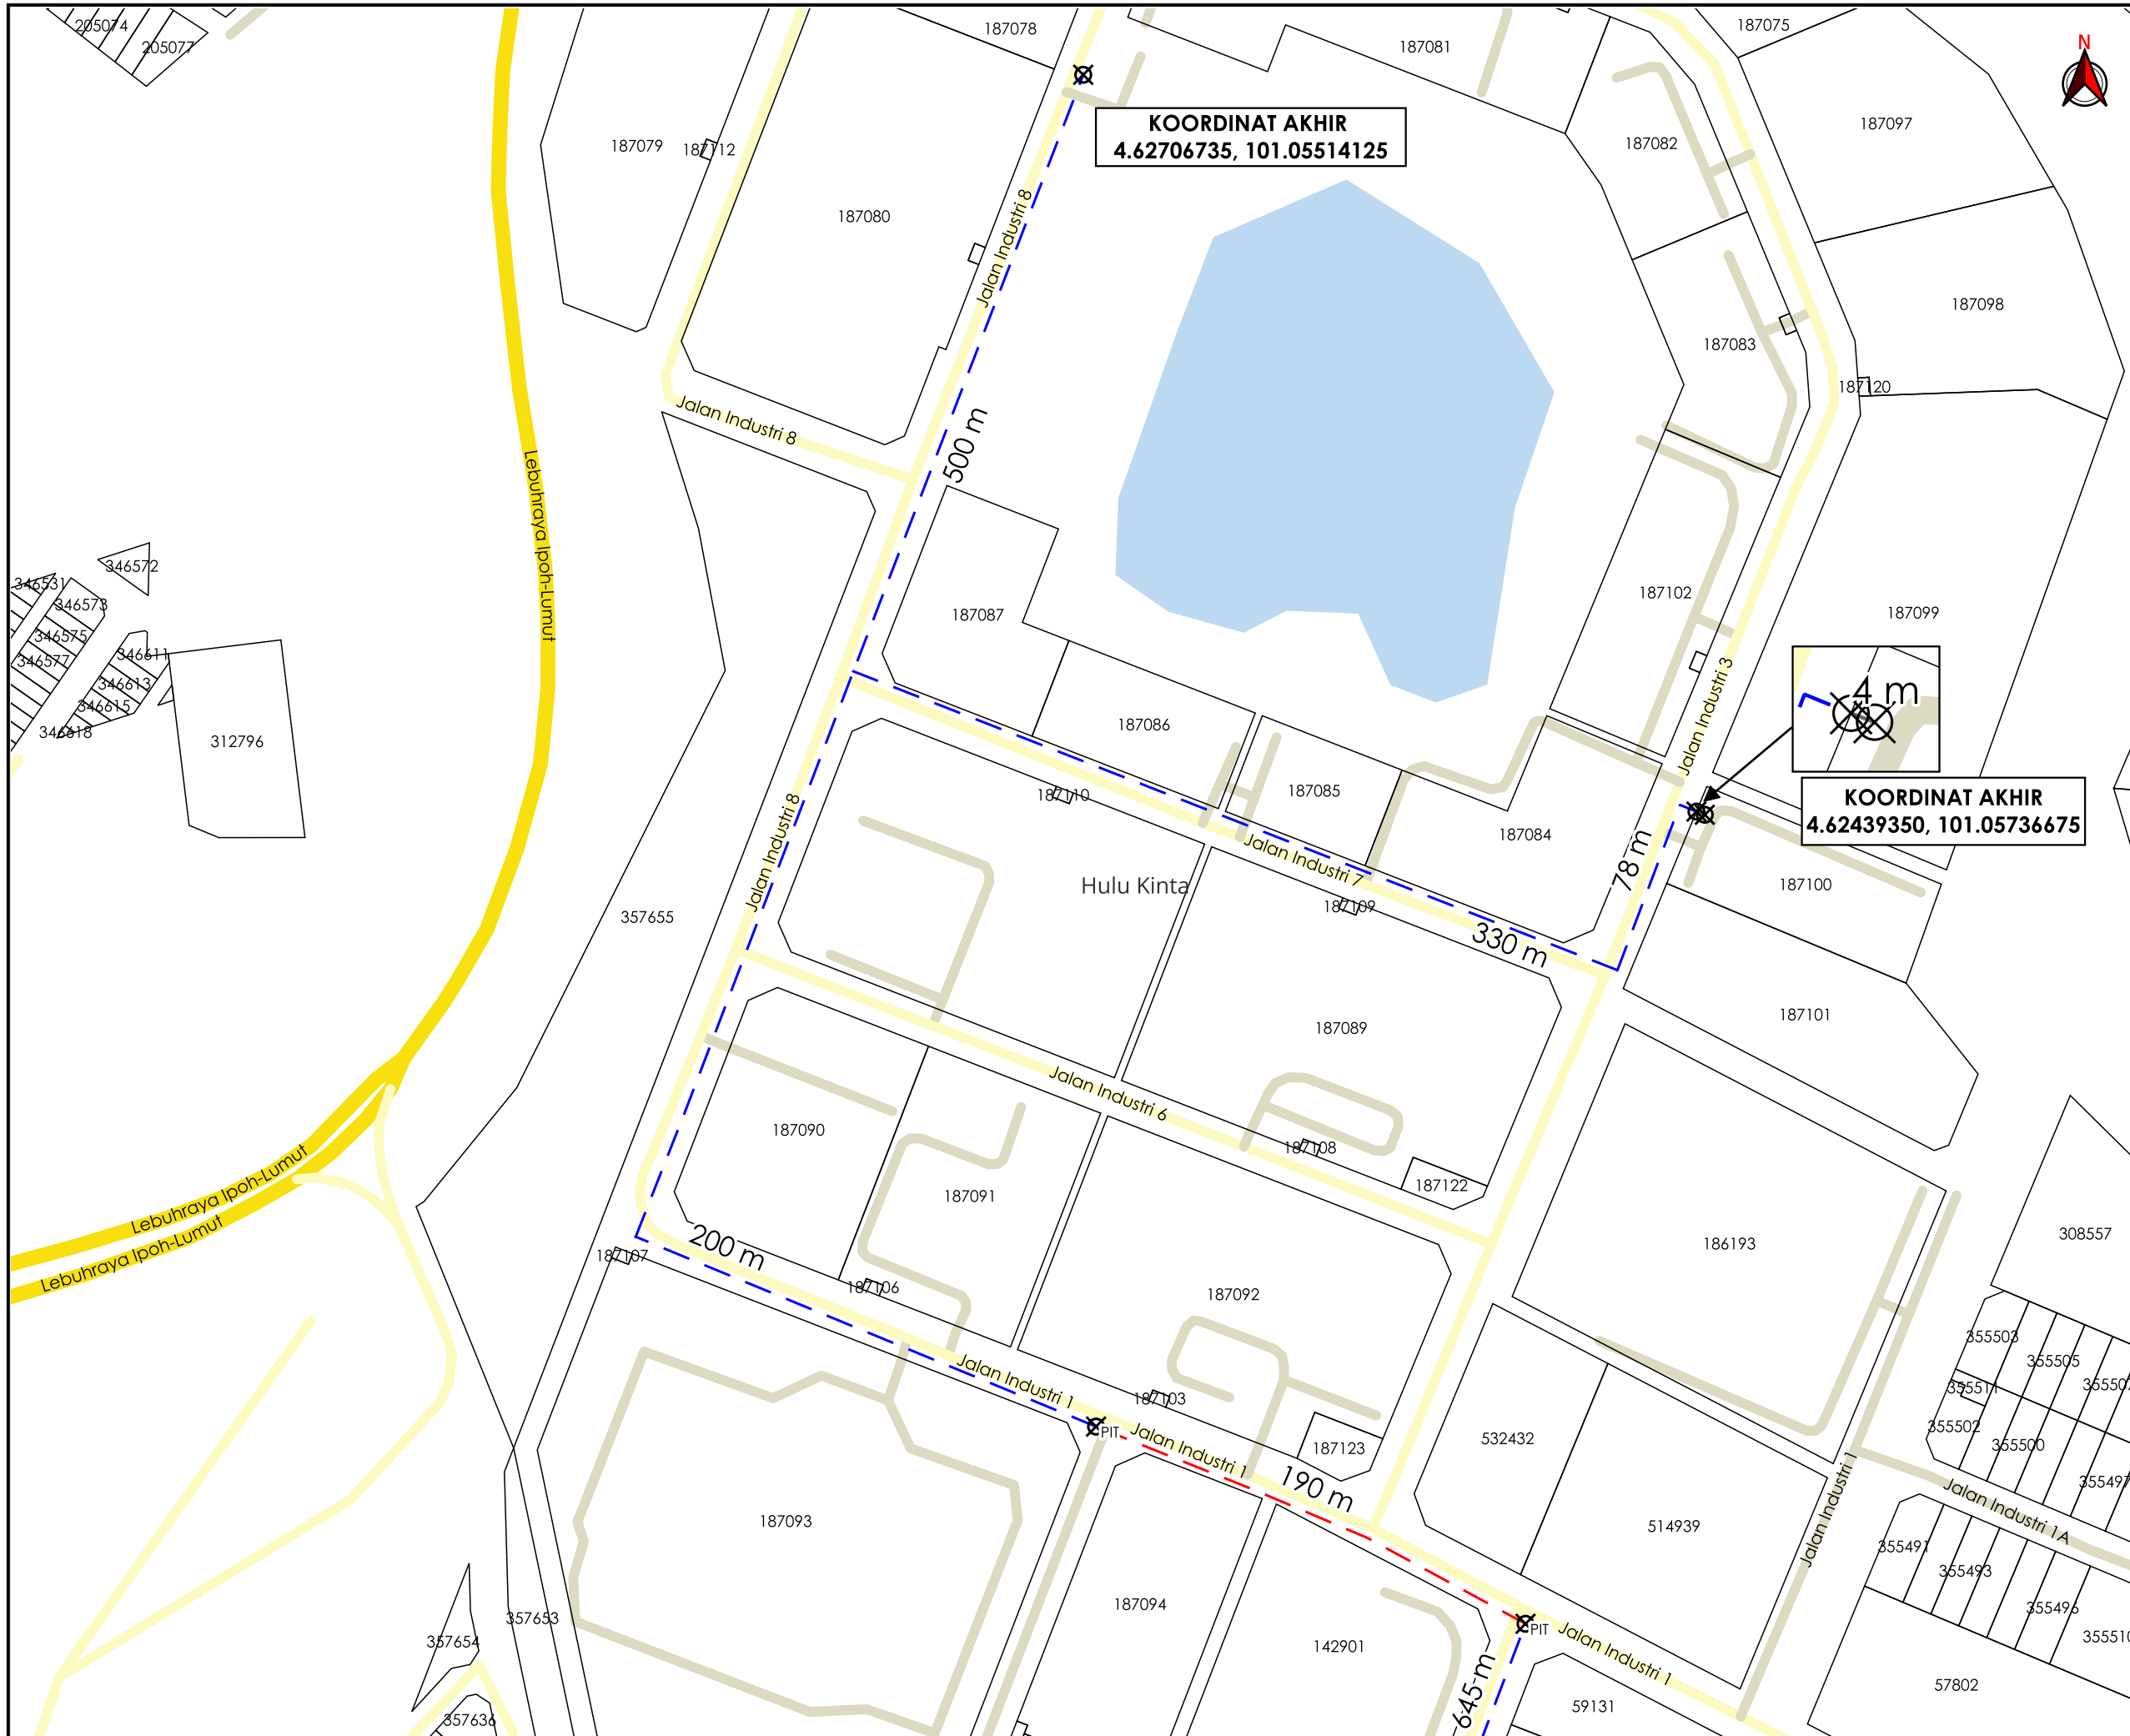 205074
205077
187078
187081
187075
N
187079
187112
KOORDINAT AKHIR
4.62706735, 101.05514125
187082
187097
187080
Jalan Industri 8
187098
187083
187120
Jalan Industri 8
500 m
Lebuhraya Ipoh-Lumut
346531
346572
346573
346575
346577
346611
346613
346615
346618
312796
187087
187102
187099
187086
Jalan Industri 3
4 m
187110
187085
KOORDINAT AKHIR
4.62439350, 101.05736675
187084
78 m
Jalan Industri 8
Jalan Industri 7
Hulu Kinta
187100
187109
357655
330 m
187101
187089
Jalan Industri 6
187090
187108
187091
187122
Lebuhraya Ipoh-Lumut
Lebuhraya Ipoh-Lumut
200 m
187107
187106
187092
186193
308557
355503
355505
355511
355502
355500
355497
Jalan Industri 1
187103
PIT
Jalan Industri 1
187123
532432
190 m
187093
514939
Jalan Industri 1
Jalan Industri 1A
355491
355493
355496
187094
142901
PIT
Jalan Industri 1
645 m
357653
357654
357636
59131
57802